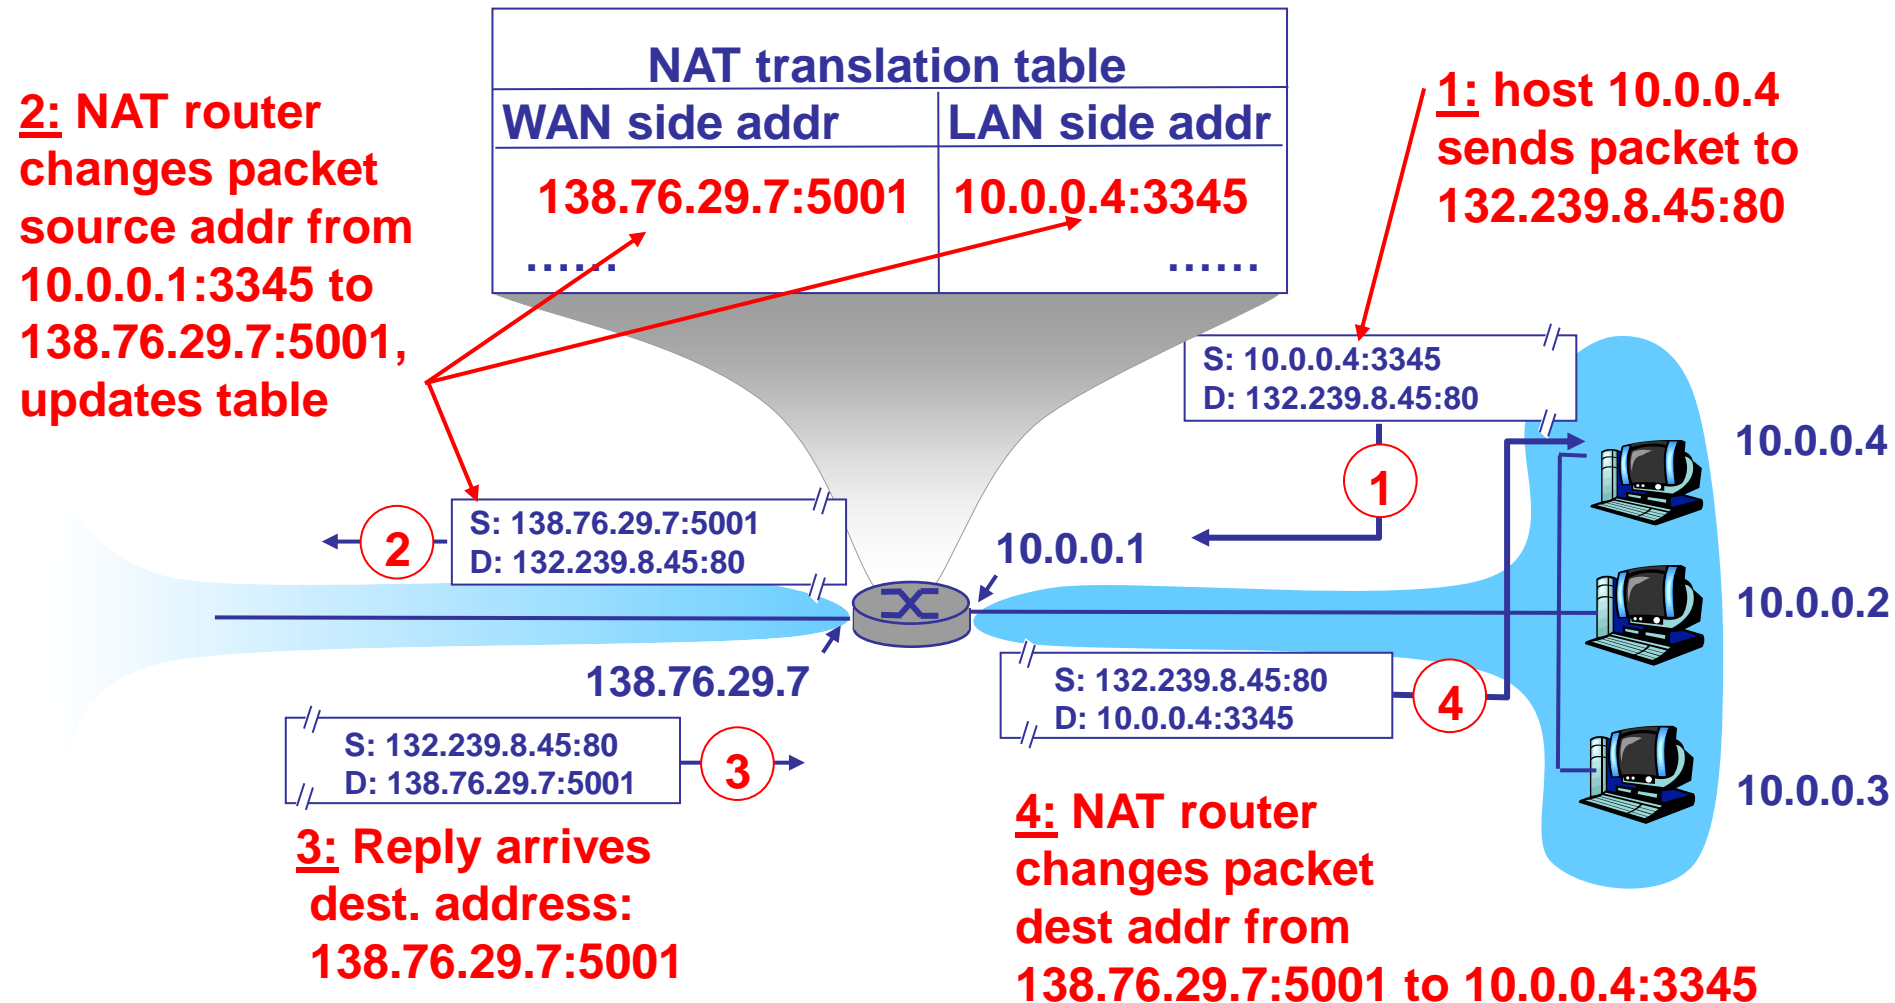 NAT translation table
WAN side addr LAN side addr
138.76.29.7:5001 10.0.0.4:3345
…… ……
2: NAT router
changes packet
source addr from
10.0.0.1:3345 to
138.76.29.7:5001,
updates table
1: host 10.0.0.4
sends packet to
132.239.8.45:80
S: 10.0.0.4:3345
D: 132.239.8.45:80
1
10.0.0.4
S: 138.76.29.7:5001
D: 132.239.8.45:80
2
10.0.0.1
10.0.0.2
138.76.29.7
S: 132.239.8.45:80
D: 10.0.0.4:3345
4
S: 132.239.8.45:80
D: 138.76.29.7:5001
3
10.0.0.3
3: Reply arrives
dest. address:
138.76.29.7:5001
4: NAT router
changes packet
dest addr from
138.76.29.7:5001 to 10.0.0.4:3345